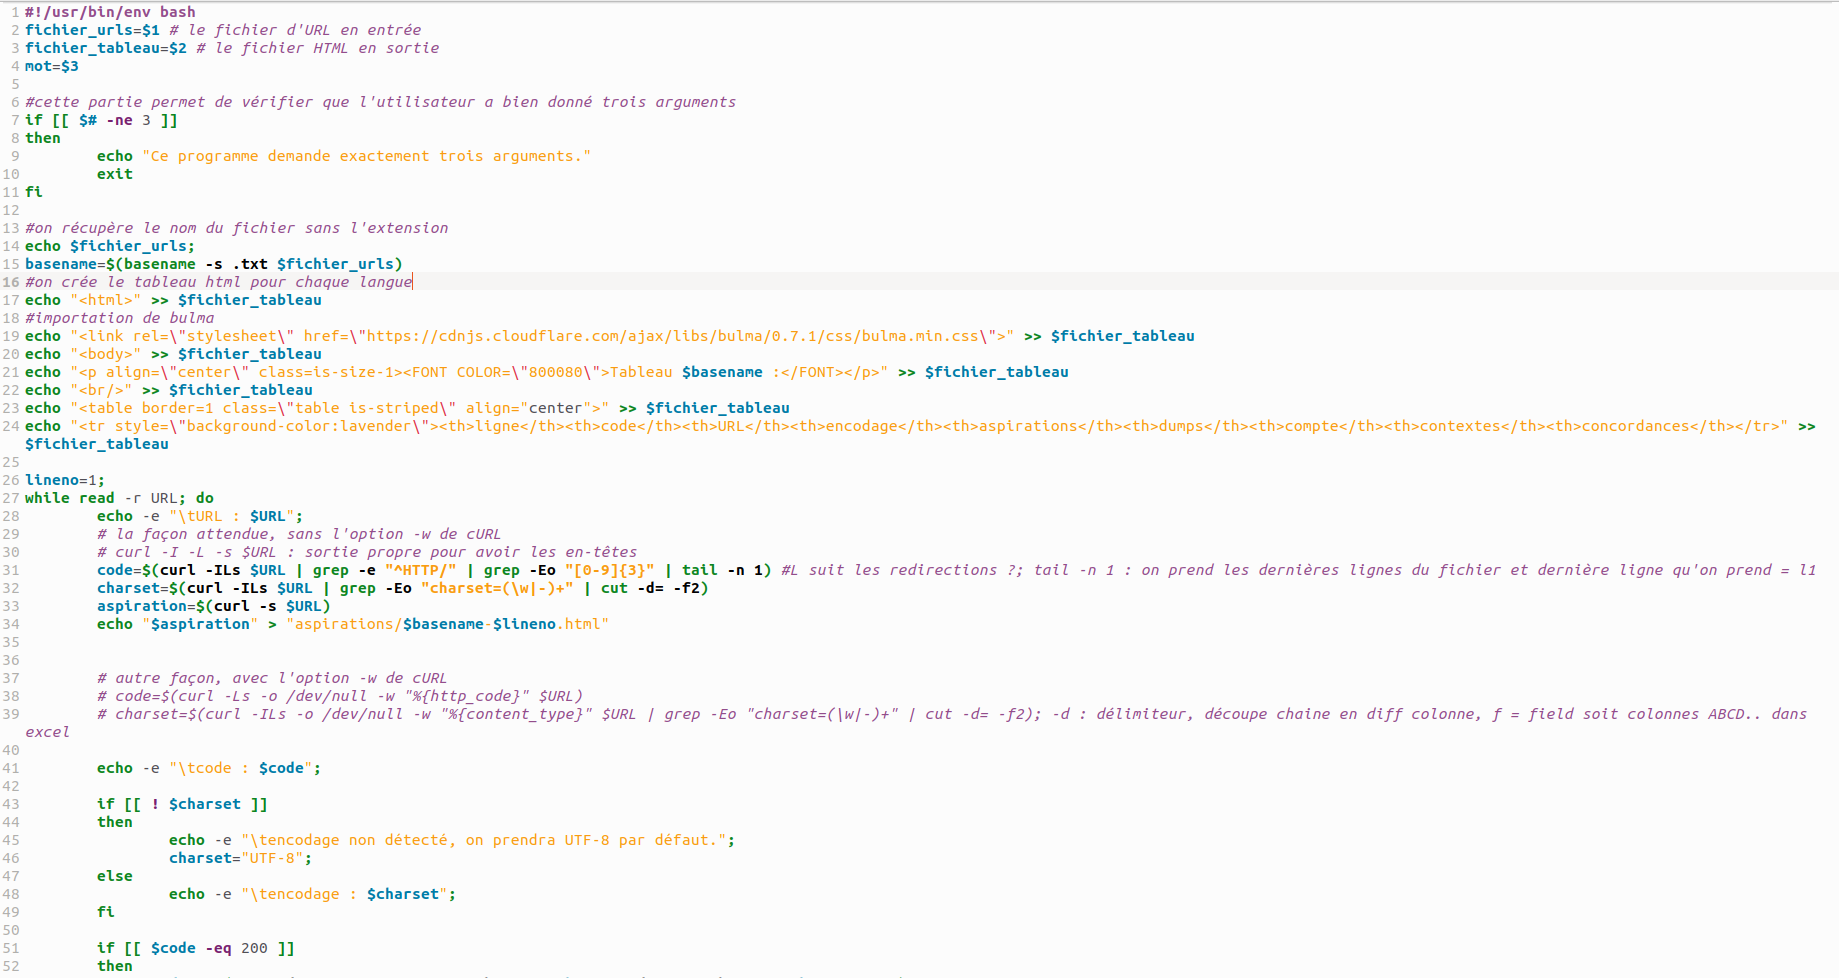 1 #!/usr/bin/env bash
2 fichier_urls=$1 # le fichier d'URL en entrée
3 fichier_tableau=$2 # le fichier HTML en sortie
4 mot=$3
5
6 #cette partie permet de vérifier que l'utilisateur a bien donné trois arguments
7 if [[ $# -ne 3 ]]
8 then
9 echo "Ce programme demande exactement trois arguments."
10 exit
11 fi
12
13 #on récupère le nom du fichier sans l'extension
14 echo $fichier_urls;
15 basename=$(basename -s .txt $fichier_urls)
16 #on crée le tableau html pour chaque langue
17 echo "<html>" >> $fichier_tableau
18 #importation de bulma
19 echo "<link rel=\"stylesheet\" href=\"https://cdnjs.cloudflare.com/ajax/libs/bulma/0.7.1/css/bulma.min.css\">" >> $fichier_tableau
20 echo "<body>" >> $fichier_tableau
21 echo "<p align=\"center\" class=is-size-1><FONT COLOR=\"800080\">Tableau $basename :</FONT></p>" >> $fichier_tableau
22 echo "<br/>" >> $fichier_tableau
23 echo "<table border=1 class=\"table is-striped\" align="center">" >> $fichier_tableau
24 echo "<tr style=\"background-color:lavender\"><th>ligne</th><th>code</th><th>URL</th><th>encodage</th><th>aspirations</th><th>dumps</th><th>compte</th><th>contextes</th><th>concordances</th></tr>" >>
$fichier_tableau
25
26 lineno=1;
27 while read -r URL; do
28 echo -e "\tURL : $URL";
29 # la façon attendue, sans l'option -w de cURL
30 # curl -I -L -s $URL : sortie propre pour avoir les en-têtes
31 code=$(curl -ILs $URL | grep -e "^HTTP/" | grep -Eo "[0-9]{3}" | tail -n 1) #L suit les redirections ?; tail -n 1 : on prend les dernières lignes du fichier et dernière ligne qu'on prend = l1
32 charset=$(curl -ILs $URL | grep -Eo "charset=(\w|-)+" | cut -d= -f2)
33 aspiration=$(curl -s $URL)
34 echo "$aspiration" > "aspirations/$basename-$lineno.html"
35
36
37 # autre façon, avec l'option -w de cURL
38 # code=$(curl -Ls -o /dev/null -w "%{http_code}" $URL)
39 # charset=$(curl -ILs -o /dev/null -w "%{content_type}" $URL | grep -Eo "charset=(\w|-)+" | cut -d= -f2); -d : délimiteur, découpe chaine en diff colonne, f = field soit colonnes ABCD.. dans
excel
40
41 echo -e "\tcode : $code";
42
43 if [[ ! $charset ]]
44 then
45 echo -e "\tencodage non détecté, on prendra UTF-8 par défaut.";
46 charset="UTF-8";
47 else
48 echo -e "\tencodage : $charset";
49 fi
50
51 if [[ $code -eq 200 ]]
52 then